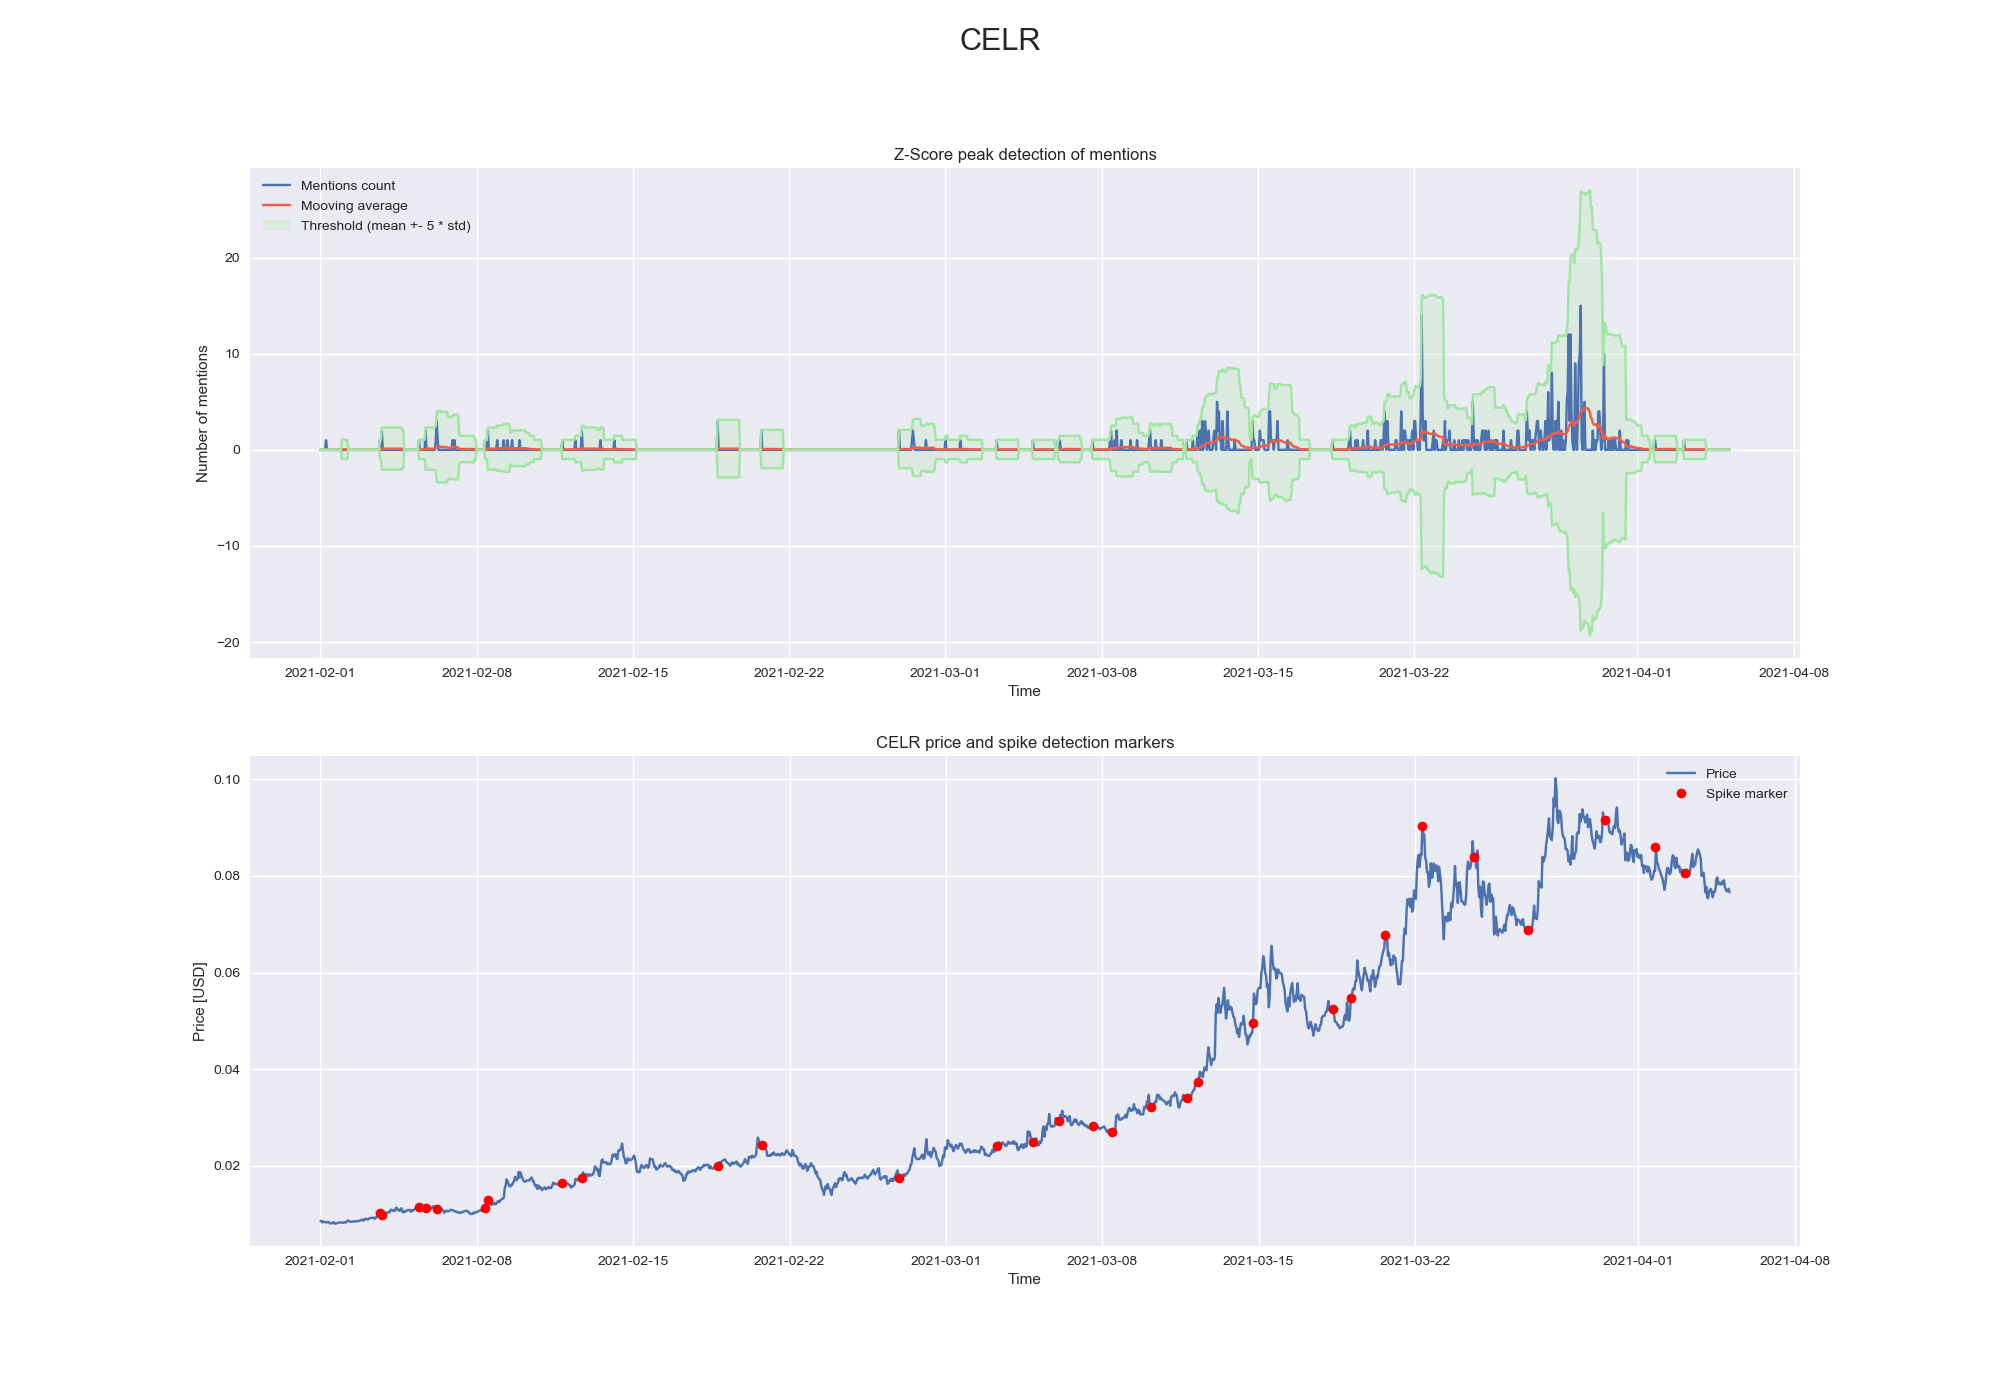 CELR
Z-Score peak detection of mentions
Mentions count
Mooving average
Threshold (mean +- 5 * std)
Number of mentions
20
10
0
−10
−20
2021-02-01 2021-02-08 2021-02-15 2021-02-22 2021-03-01 2021-03-08 2021-03-15 2021-03-22 2021-04-01 2021-04-08
Time
CELR price and spike detection markers
Price
Spike marker
Price [USD]
0.10
0.08
0.06
0.04
0.02
2021-02-01 2021-02-08 2021-02-15 2021-02-22 2021-03-01 2021-03-08 2021-03-15 2021-03-22 2021-04-01 2021-04-08
Time